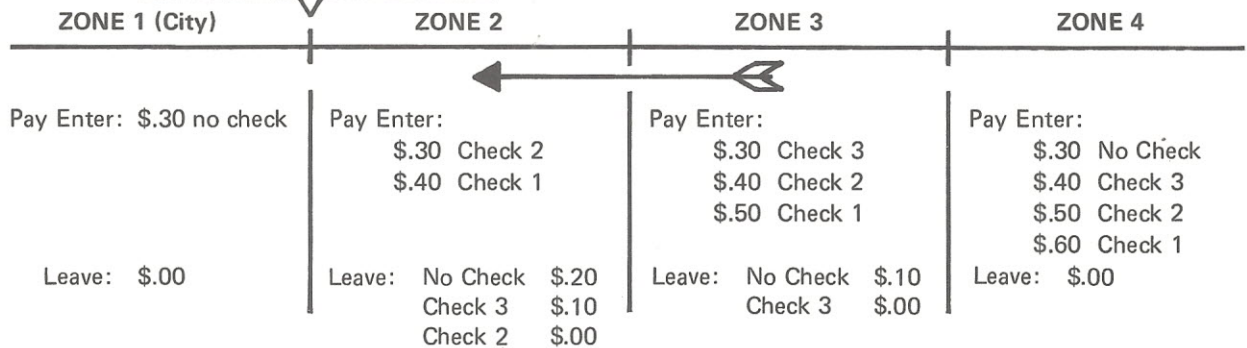 ZONE 1 (City) ZONE 2 ZONE 3 ZONE 4
Pay Enter: $.30 no check
Pay Enter:
$.30 Check 2
$.40 Check 1
Pay Enter:
$.30 Check 3
$.40 Check 2
$.50 Check 1
Pay Enter:
$.30 No Check
$.40 Check 3
$.50 Check 2
$.60 Check 1
Leave: $.00
Leave: No Check $.20
Check 3 $.10
Check 2 $.00
Leave: No Check $.10
Check 3 $.00
Leave: $.00